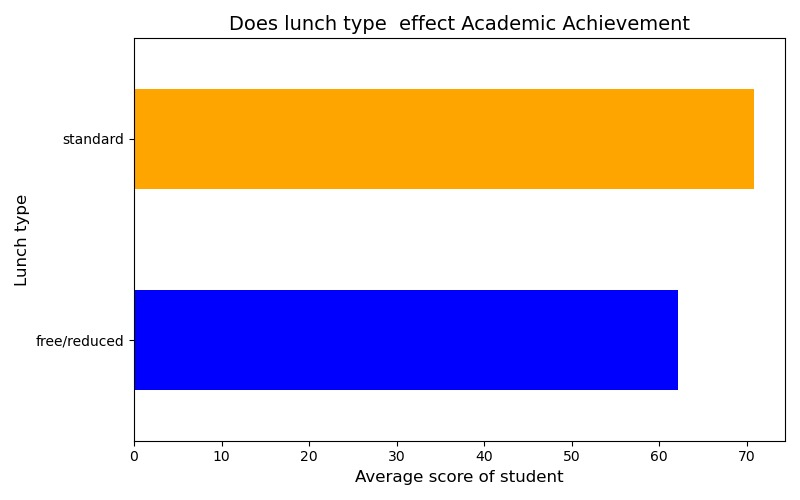 Does lunch type  effect Academic Achievement
Lunch type
standard
free/reduced
0 10 20 30 40 50 60 70
Average score of student